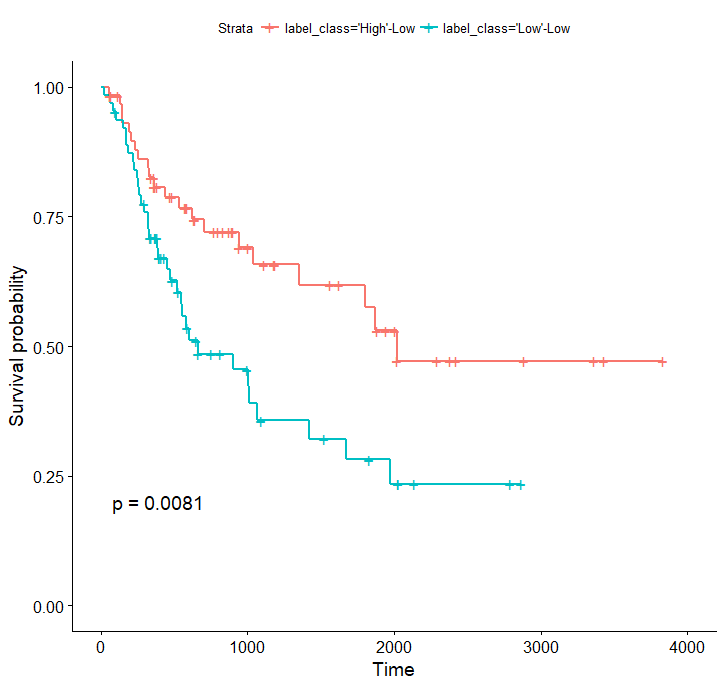 Strata label_class='High'-Low label_class='Low'-Low
1.00
0.75
Survival probability
0.50
0.25
p = 0.0081
0.00
0 1000 2000 3000 4000
Time